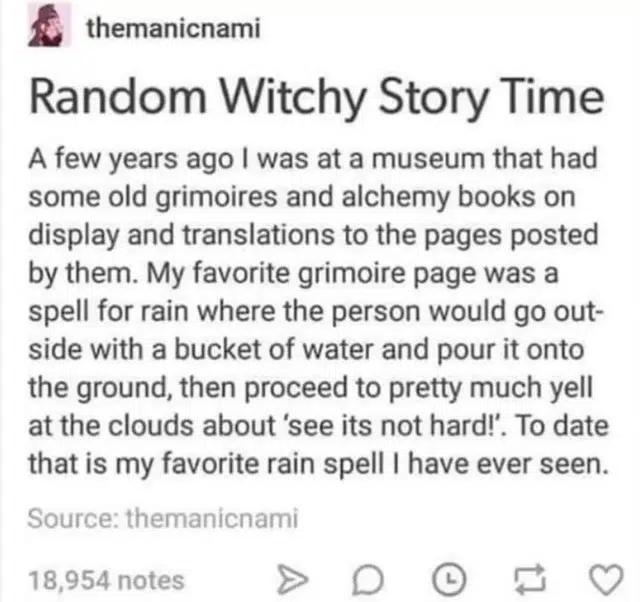 themanicnami
Random Witchy Story Time
A few years ago I was at a museum that had
some old grimoires and alchemy books on
display and translations to the pages posted
by them. My favorite grimoire page was a
spell for rain where the person would go out-
side with a bucket of water and pour it onto
the ground, then proceed to pretty much yell
at the clouds about 'see its not hard!'. To date
that is my favorite rain spell I have ever seen.
Source: themanicnami
18,954 notes